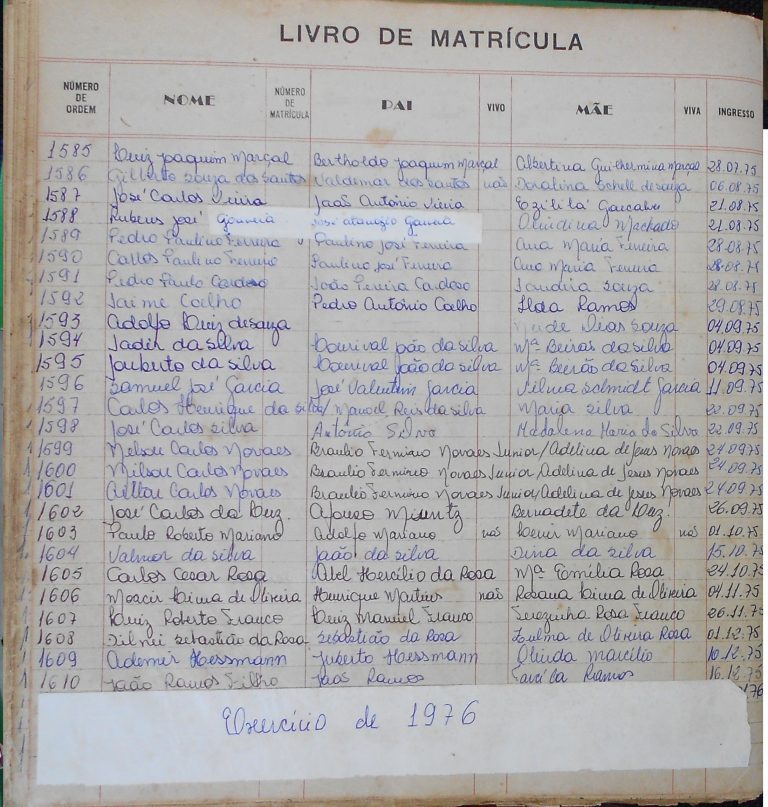 LIVRO DE MATRÍCULA
NÚMERO DE ORDEM NOME NÚMERO DE MATRÍCULA PAI VIVO MÃE VIVA INGRESSO
1585 Luiz Joaquim Marçal Bertholdo Joaquim Marçal Albertina Guilhermina Marçal 28.07.75
1586 Gilberto Souza dos Santos Valdemar dos Santos não Doralina Schell de Souza 06.08.75
1587 José Carlos Vieira João Antônio Vieira 21.08.75
1588 Rubens José Gouveia José Gouveia Olindina Machado 21.08.75
1589 Pedro Paulino Ferreira Paulino José Ferreira Ana Maria Ferreira 28.08.75
1590 Carlos Paulino Ferreira Paulino José Ferreira Ana Maria Ferreira 28.08.75
1591 Pedro Paulo Cardoso João Pereira Cardoso Jandira Souza 28.08.75
1592 Jaime Coelho Pedro Antônio Coelho Ilda Ramos 29.08.75
1593 Adolfo Luiz de Souza Dias Souza 04.09.75
1594 Jadir da Silva Lourival João da Silva Mª da Silva 04.09.75
1595 da Silva Lourival João da Silva Mª da Silva 04.09.75
1596 Samuel José Garcia José Valentim Garcia Vilma Schmidt Garcia 11.09.75
1597 Carlos Henrique da Silva/Manoel Reis da Silva Maria Silva 22.09.75
1598 José Carlos Silva Antônio Silva Madalena Maria da Silva 22.09.75
1599 Nelson Carlos Novaes Braulio Fermino Novaes Junior/Adelina de Jesus Novaes 24.09.75
1600 Milson Carlos Novaes Braulio Fermino Novaes Junior/Adelina de Jesus Novaes 24.09.75
1601 Ailton Carlos Novaes Braulio Fermino Novaes Junior/Adelina de Jesus Novaes 24.09.75
1602 José Carlos da Luz. Afonso Bernadete da Luz. 26.09.75
1603 Paulo Roberto Mariano Adolfo Mariano não Lenir Mariano não 01.10.75
1604 Valmor da Silva João da Silva Dina da Silva 15.10.75
1605 Carlos Cesar Rosa Abel Hercílio da Rosa Mª Emília Rosa 24.10.75
1606 Moacir Lima de Oliveira Henrique Martins não Rosana Lima de Oliveira 04.11.75
1607 Luiz Roberto Franco Luiz Manuel Franco Terezinha Rosa Franco 26.11.75
1608 Sebastião da Rosa Sebastião da Rosa Zulma de Oliveira Rosa 01.12.75
1609 Ademir Hessmann Juberto Hessmann Olinda Marcílio 10.12.75
1610 João Ramos Filho João Ramos Ramos 16.12.75
Exercício de 1976